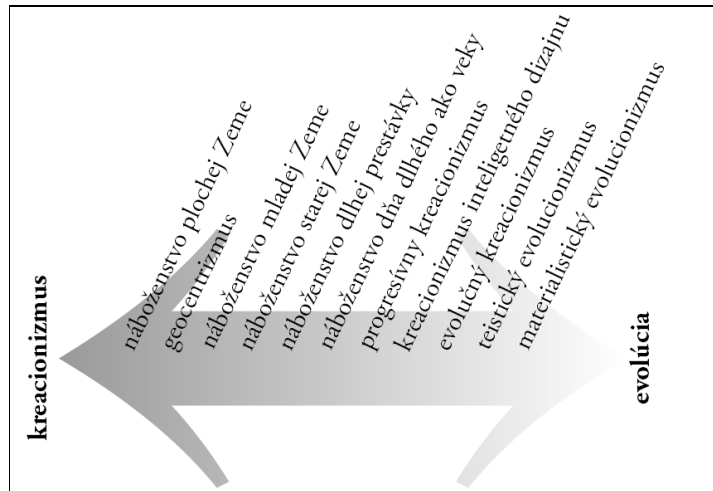 kreacionizmus
náboženstvo plochej Zeme
geocentrizmus
náboženstvo mladej Zeme
náboženstvo starej Zeme
náboženstvo dlhej prestávky
náboženstvo dňa dlhého ako veky
progresívny kreacionizmus
kreacionizmus inteligetného dizajnu
evolučný kreacionizmus
teistický evolucionizmus
materialistický evolucionizmus
evolúcia